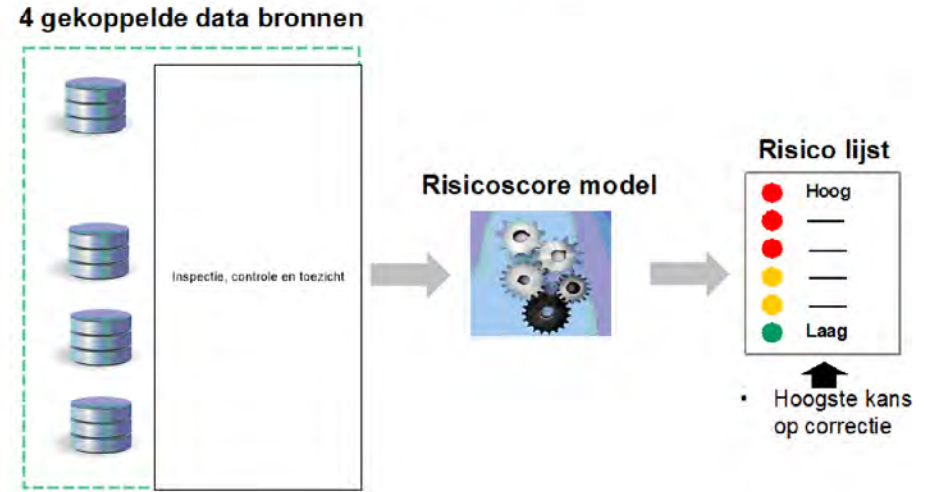 4 gekoppelde data bronnen
Inspectie, controle en toezicht
Risicoscore model
Risico lijst
Hoog
Laag
• Hoogste kans
op correctie